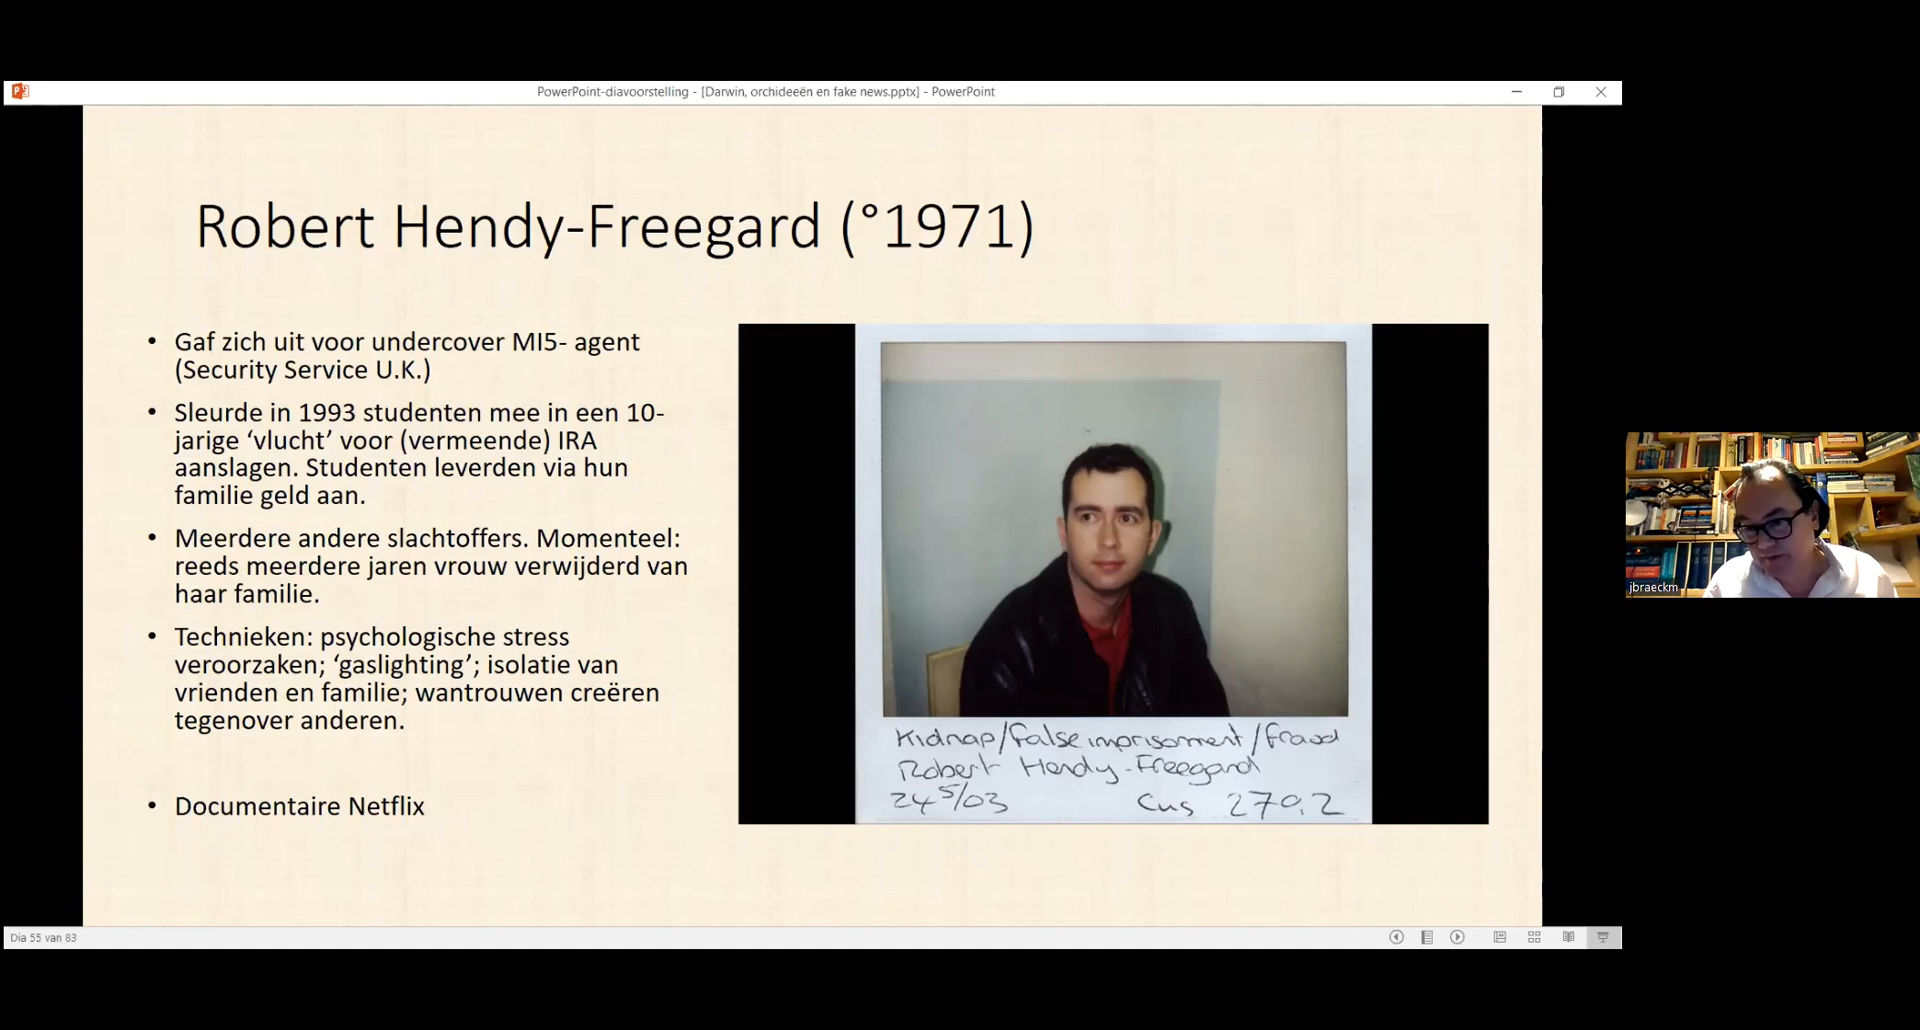 PowerPoint-diavoorstelling - [Darwin, orchideeën en fake news.pptx] - PowerPoint
Robert Hendy-Freegard (°1971)
• Gaf zich uit voor undercover MI5- agent
(Security Service U.K.)
• Sleurde in 1993 studenten mee in een 10-
jarige ‘vlucht’ voor (vermeende) IRA
aanslagen. Studenten leverden via hun
familie geld aan.
• Meerdere andere slachtoffers. Momenteel:
reeds meerdere jaren vrouw verwijderd van
haar familie.
• Technieken: psychologische stress
veroorzaken; ‘gaslighting’; isolatie van
vrienden en familie; wantrouwen creëren
tegenover anderen.
• Documentaire Netflix
Kidnap/False imprisonment/fraud
Robert Hendy-Freegard
24/5/03 Cus 270.2
jbraeckm
Dia 55 van 83